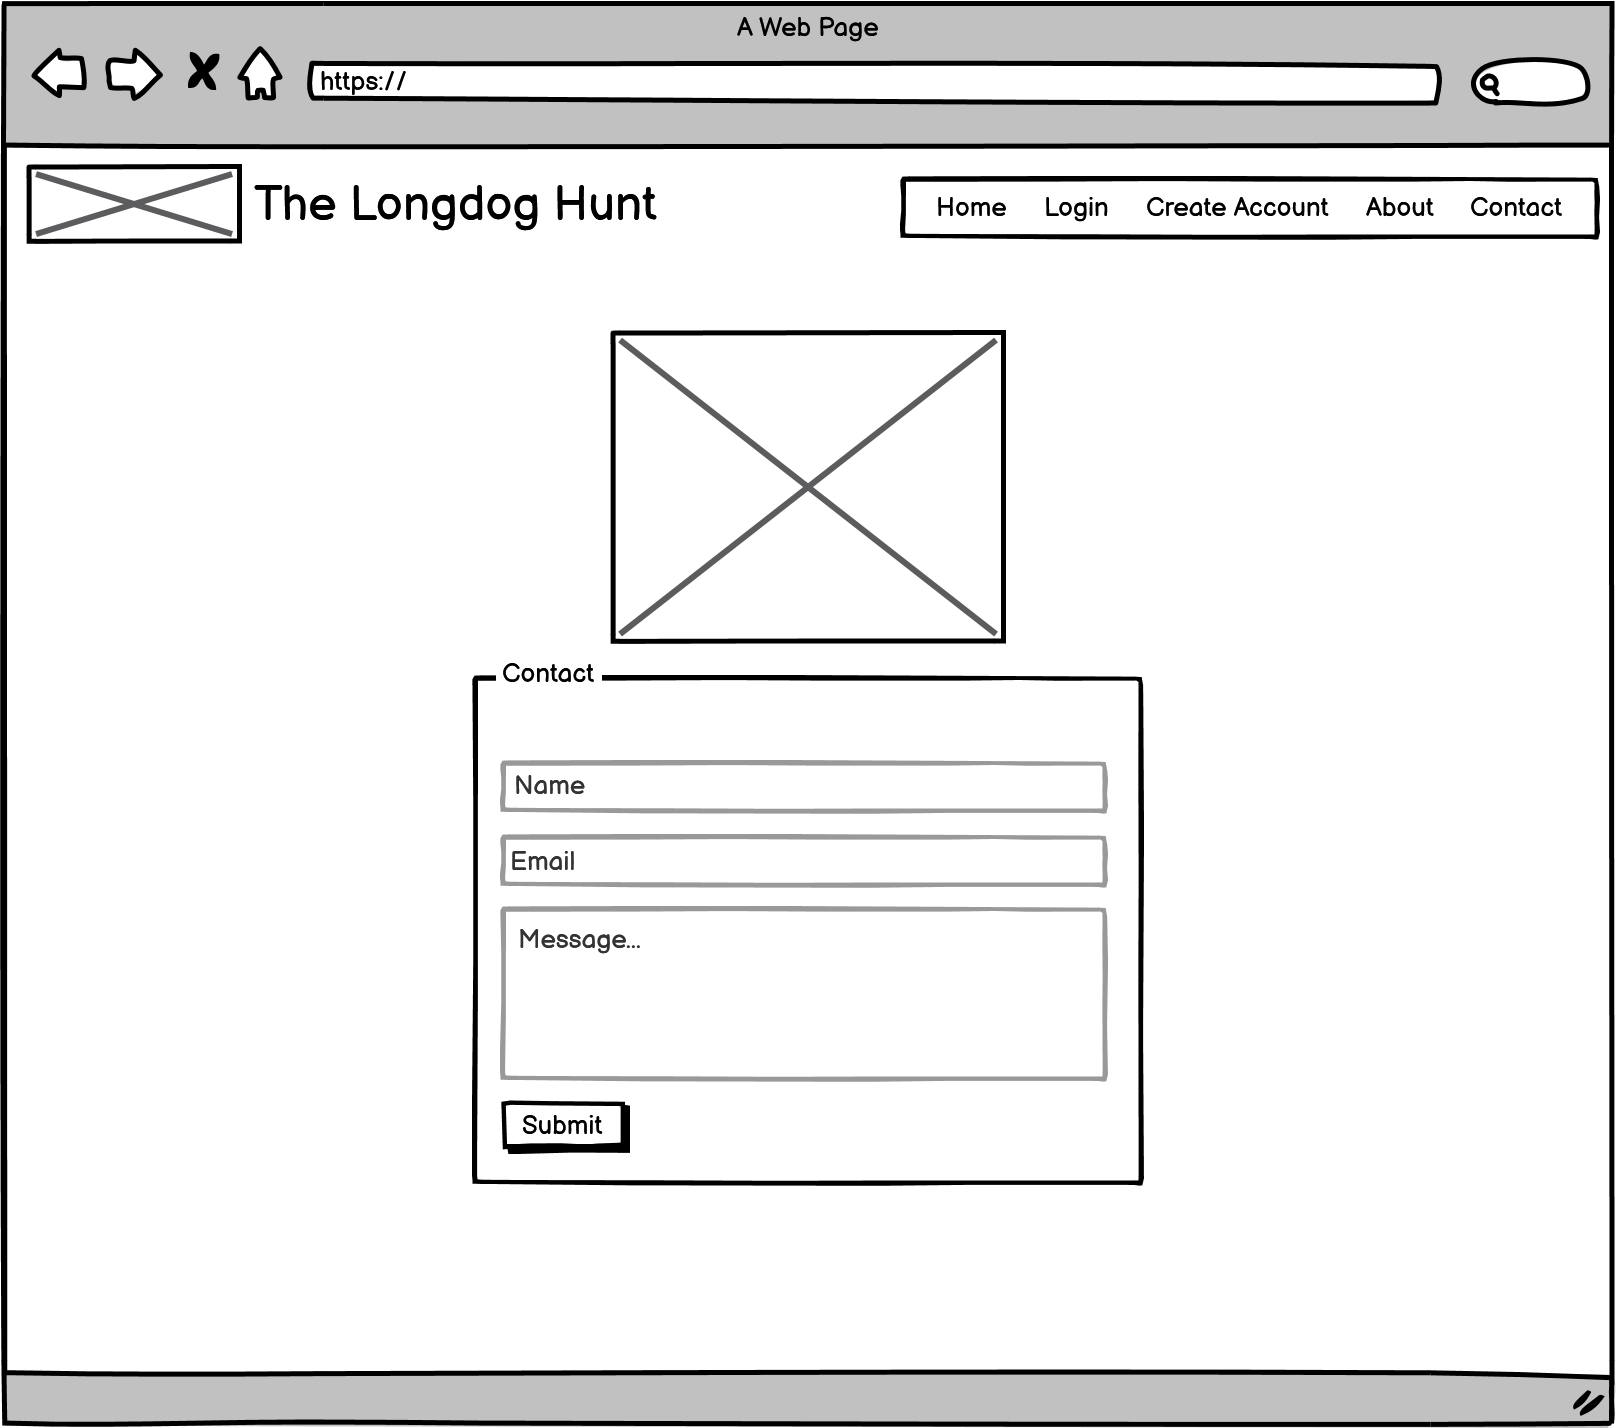 A Web Page
https://
The Longdog Hunt
Home Login Create Account About Contact
Contact
Name
Email
Message...
Submit